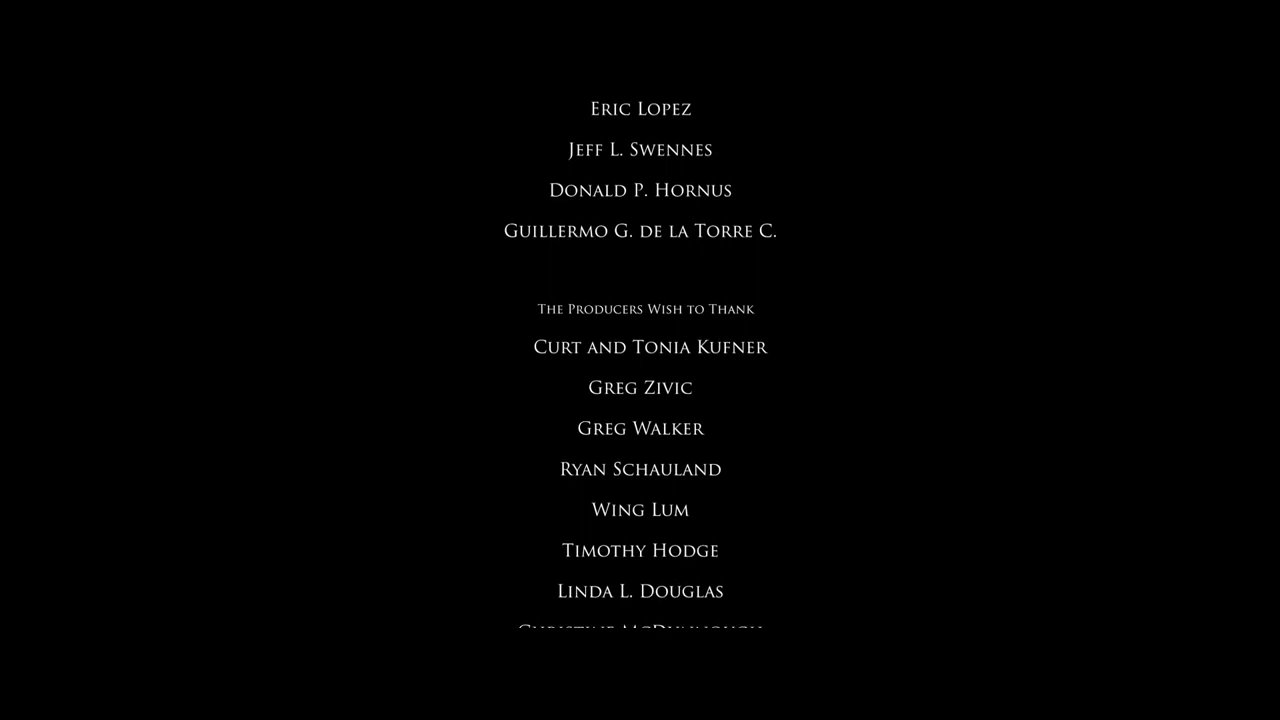 Eric Lopez
Jeff L. Swennes
Donald P. Hornus
Guillermo G. de la Torre C.
The Producers Wish to Thank
Curt and Tonia Kufner
Greg Zivic
Greg Walker
Ryan Schauland
Wing Lum
Timothy Hodge
Linda L. Douglas
Christine